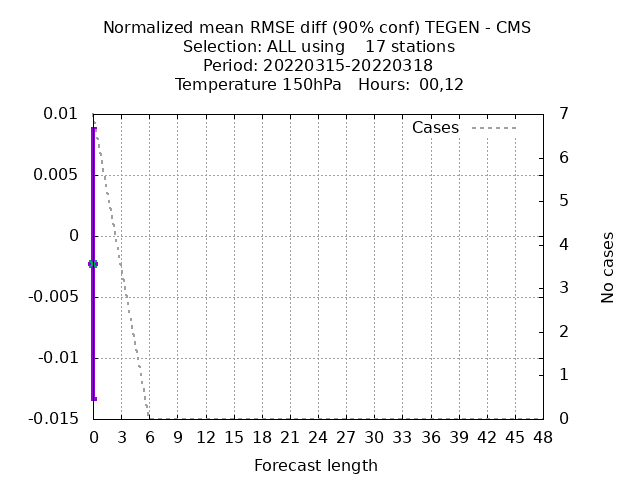 Normalized mean RMSE diff (90% conf) TEGEN - CMS
Selection: ALL using    17 stations
Period: 20220315-20220318
Temperature 150hPa   Hours:  00,12
0.01
0.005
0
-0.005
-0.01
-0.015
Cases
7
6
5
4
3
2
1
0
No cases
0 3 6 9 12 15 18 21 24 27 30 33 36 39 42 45 48
Forecast length